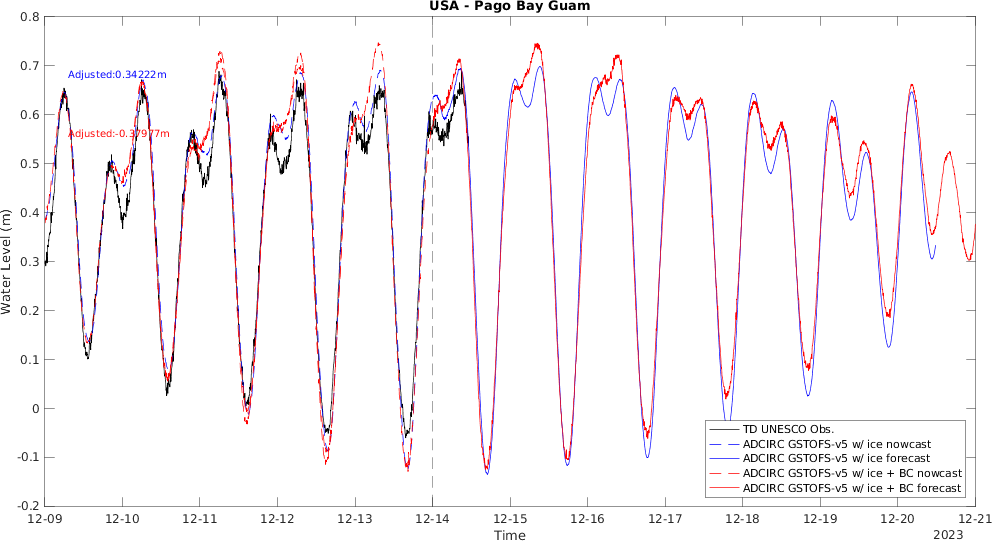 USA - Pago Bay Guam
0.8
0.7
0.6
0.5
0.4
0.3
0.2
0.1
0
-0.1
-0.2
Water Level (m)
Adjusted:0.34222m
Adjusted:-0.37977m
TD UNESCO Obs.
ADCIRC GSTOFS-v5 w/ ice nowcast
ADCIRC GSTOFS-v5 w/ ice forecast
ADCIRC GSTOFS-v5 w/ ice + BC nowcast
ADCIRC GSTOFS-v5 w/ ice + BC forecast
12-09 12-10 12-11 12-12 12-13 12-14 12-15 12-16 12-17 12-18 12-19 12-20 12-21
Time
2023